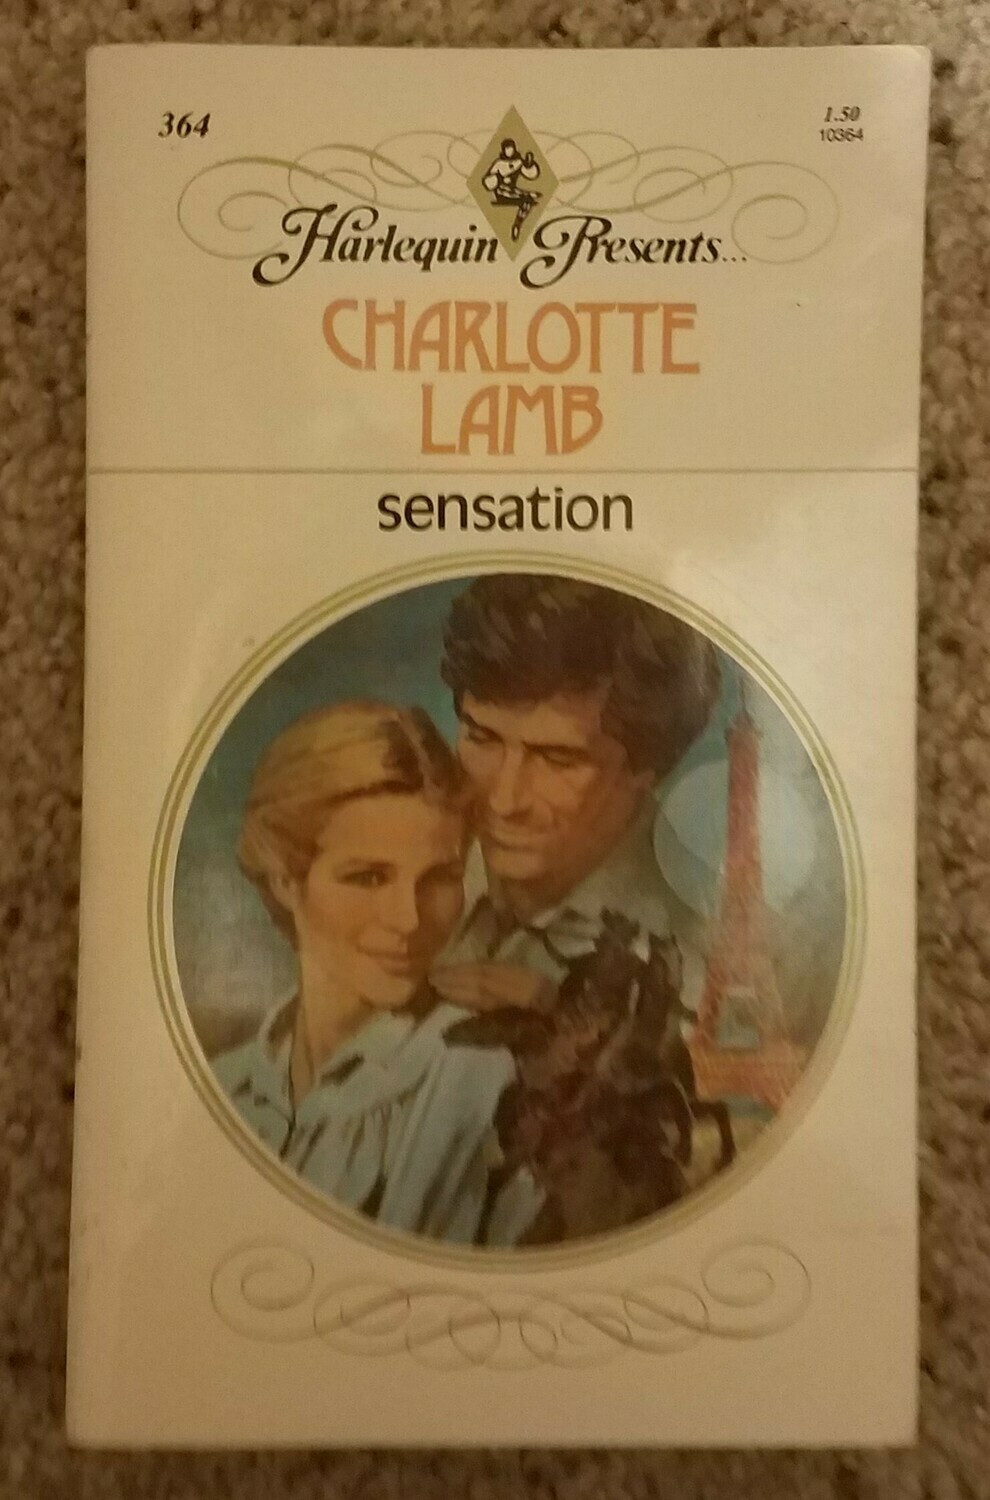 364
1.50
10364
Harlequin Presents...
CHARLOTTE
LAMB
sensation